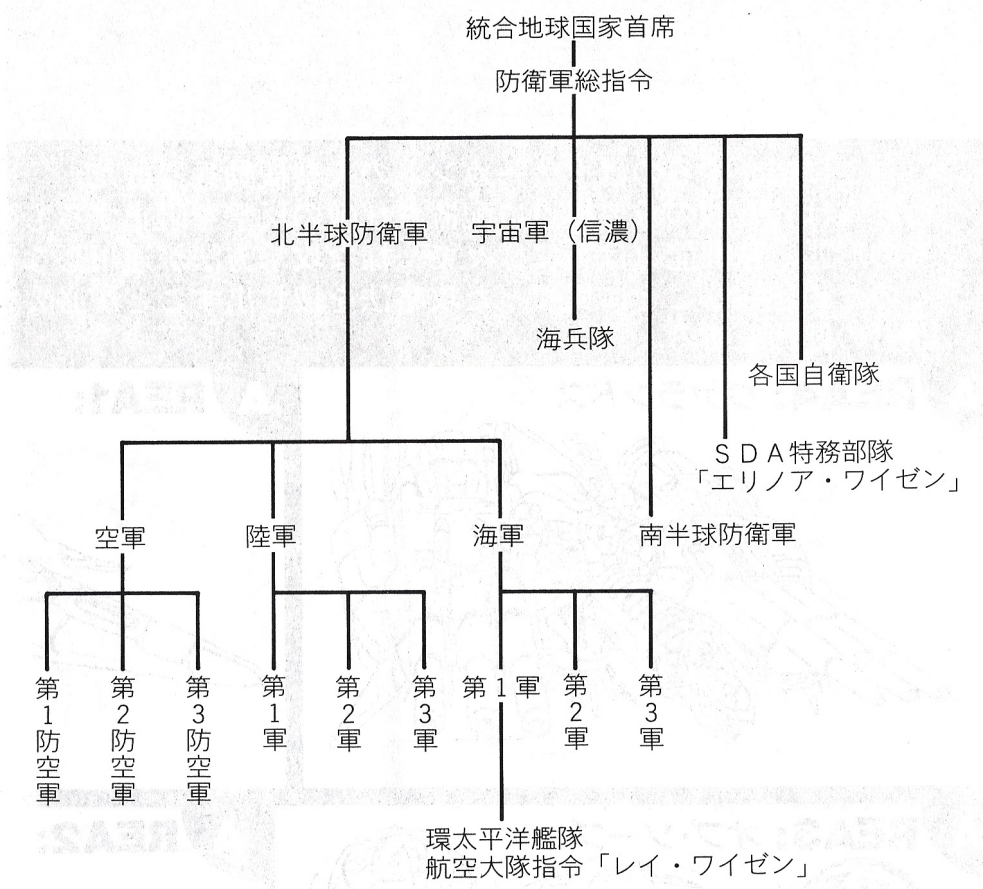 統合地球国家首席
防衛軍総指令
北半球防衛軍
宇宙軍（信濃）
海兵隊
各国自衛隊
ＳＤＡ特務部隊
「エリノア・ワイゼン」
南半球防衛軍
空軍
陸軍
海軍
第1防空軍
第2防空軍
第3防空軍
第1軍
第2軍
第3軍
第1軍
第2軍
第3軍
環太平洋艦隊
航空大隊指令「レイ・ワイゼン」